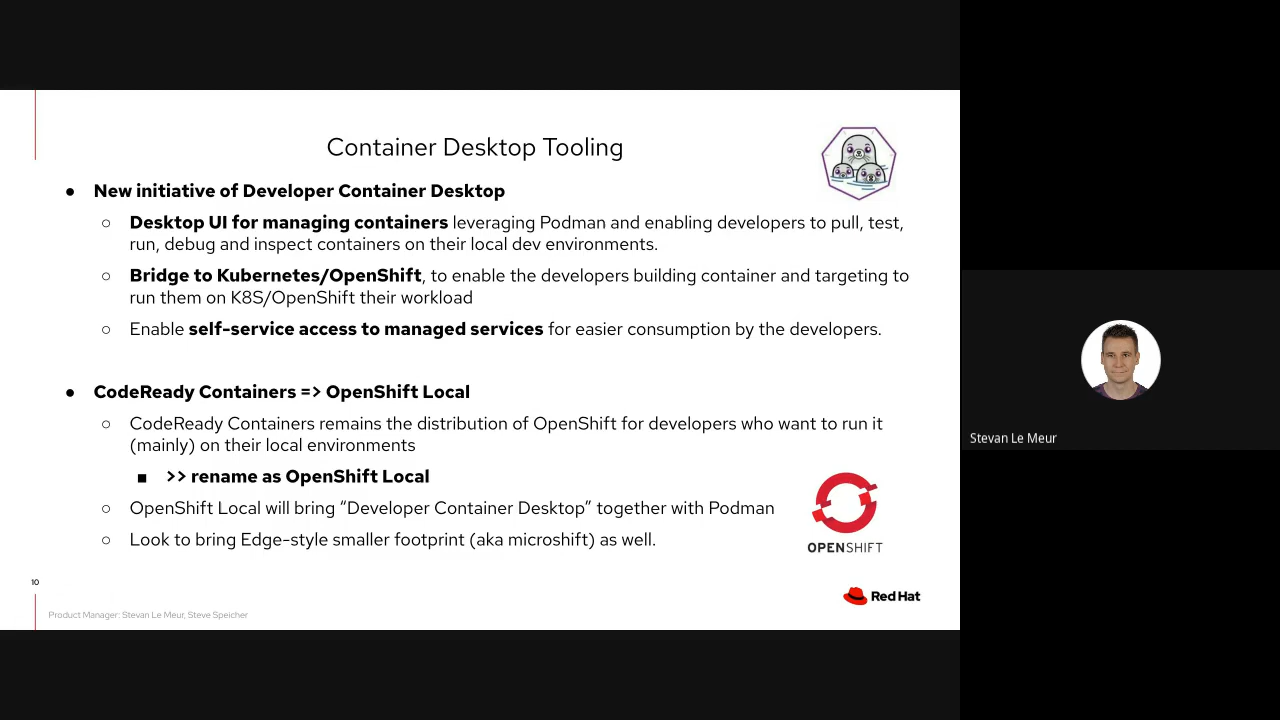 Container Desktop Tooling
● New initiative of Developer Container Desktop
○ Desktop UI for managing containers leveraging Podman and enabling developers to pull, test,
run, debug and inspect containers on their local dev environments.
○ Bridge to Kubernetes/OpenShift, to enable the developers building container and targeting to
run them on K8S/OpenShift their workload
○ Enable self-service access to managed services for easier consumption by the developers.
● CodeReady Containers => OpenShift Local
○ CodeReady Containers remains the distribution of OpenShift for developers who want to run it
(mainly) on their local environments
■ >> rename as OpenShift Local
○ OpenShift Local will bring “Developer Container Desktop” together with Podman
○ Look to bring Edge-style smaller footprint (aka microshift) as well.
OPENSHIFT
10
Red Hat
Product Manager: Stevan Le Meur, Steve Speicher
Stevan Le Meur